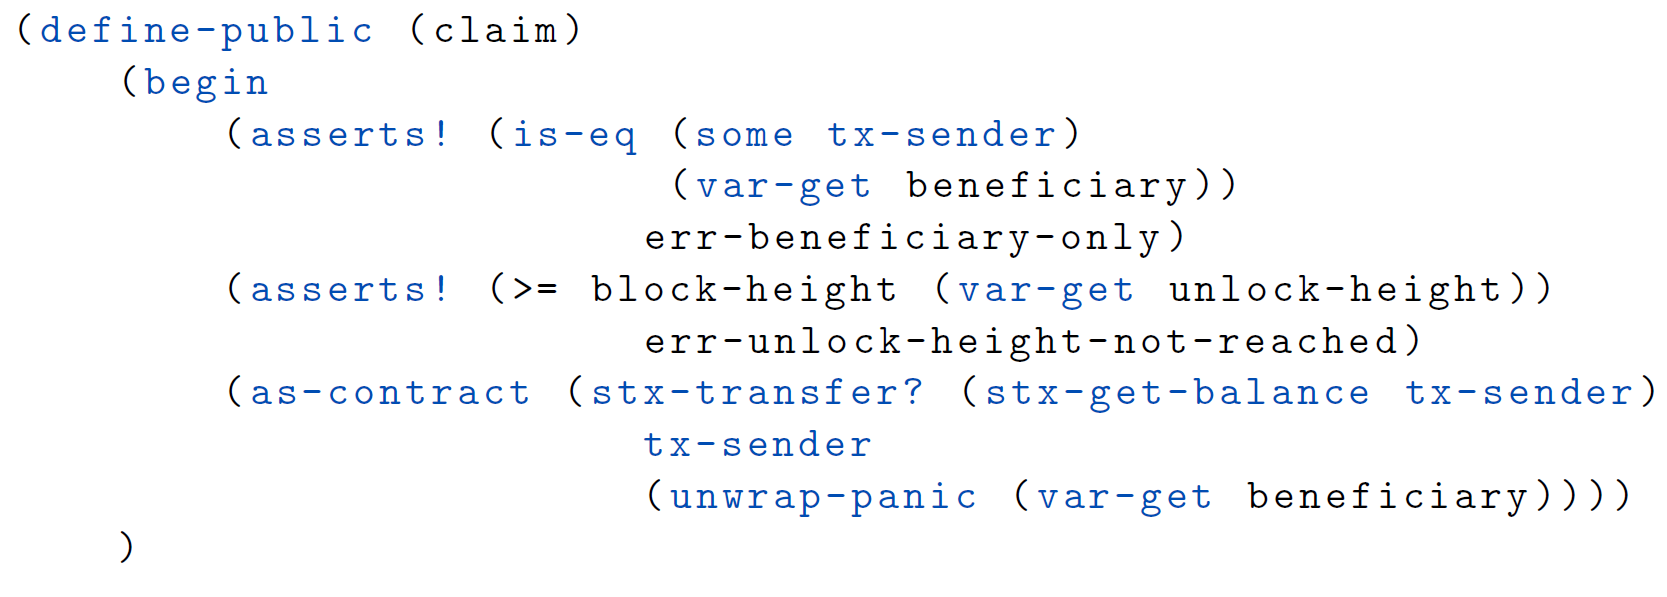 (define-public (claim)
    (begin
        (asserts! (is-eq (some tx-sender)
                         (var-get beneficiary))
                        err-beneficiary-only)
        (asserts! (>= block-height (var-get unlock-height))
                        err-unlock-height-not-reached)
        (as-contract (stx-transfer? (stx-get-balance tx-sender)
                        tx-sender
                        (unwrap-panic (var-get beneficiary))))
    )